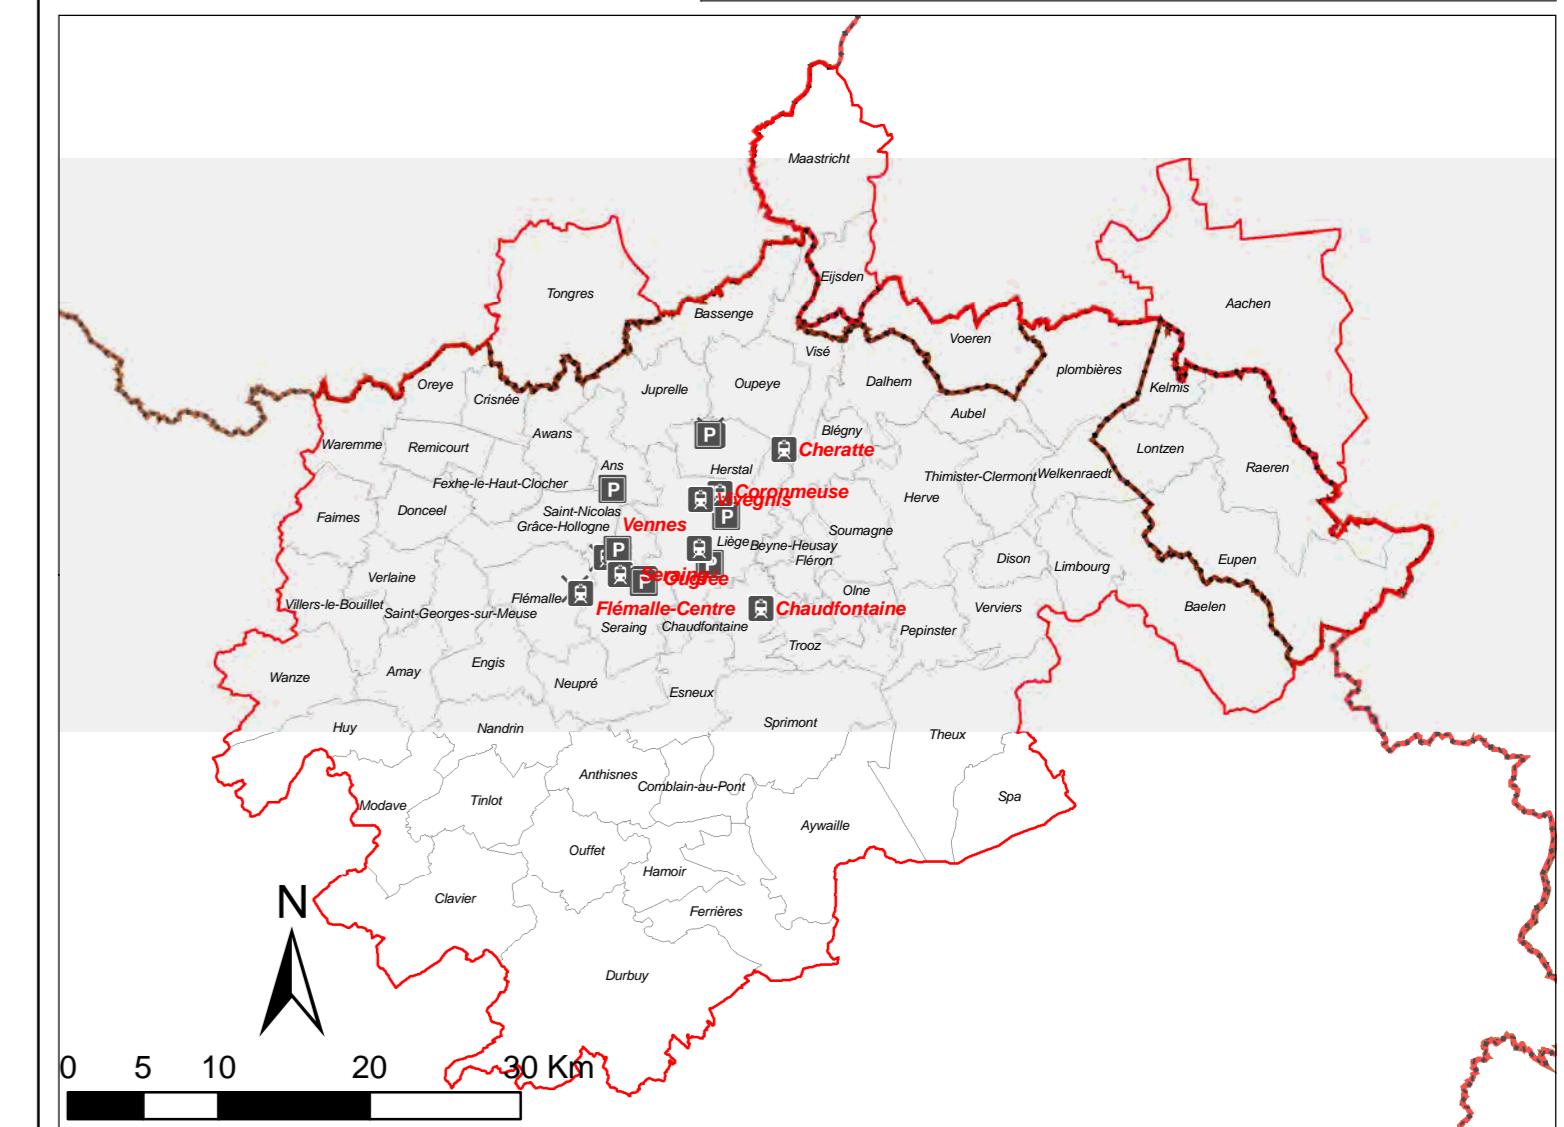 Maastricht
Eijsden
Tongres
Aachen
Bassenge
Voeren
Visé
plombières
Oreye
Crisnée
Juprelle
Oupeye
Dalhem
Kelmis
Aubel
Waremme
Remicourt
Awans
P
Blégny
Cheratte
Lontzen
Raeren
Fexhe-le-Haut-Clocher
Ans
P
Herstal
Thimister-Clermont
Welkenraedt
Herve
Coronmeuse
Vivegnis
P
Faimes
Donceel
Saint-Nicolas
Grâce-Hollogne
Vennes
Soumagne
Liège
Beyne-Heusay
Fléron
P
P
Dison
Limbourg
Eupen
Verlaine
Seraing
Ougrée
P
Olne
Villers-le-Bouillet
Saint-Georges-sur-Meuse
Flémalle
Flémalle-Centre
Chaudfontaine
Verviers
Baelen
Seraing
Chaudfontaine
Pepinster
Trooz
Wanze
Amay
Engis
Neupré
Esneux
Huy
Nandrin
Sprimont
Theux
Anthisnes
Comblain-au-Pont
Modave
Tinlot
Spa
Aywaille
Ouffet
Hamoir
Clavier
Ferrières
N
Durbuy
0 5 10 20 30 Km